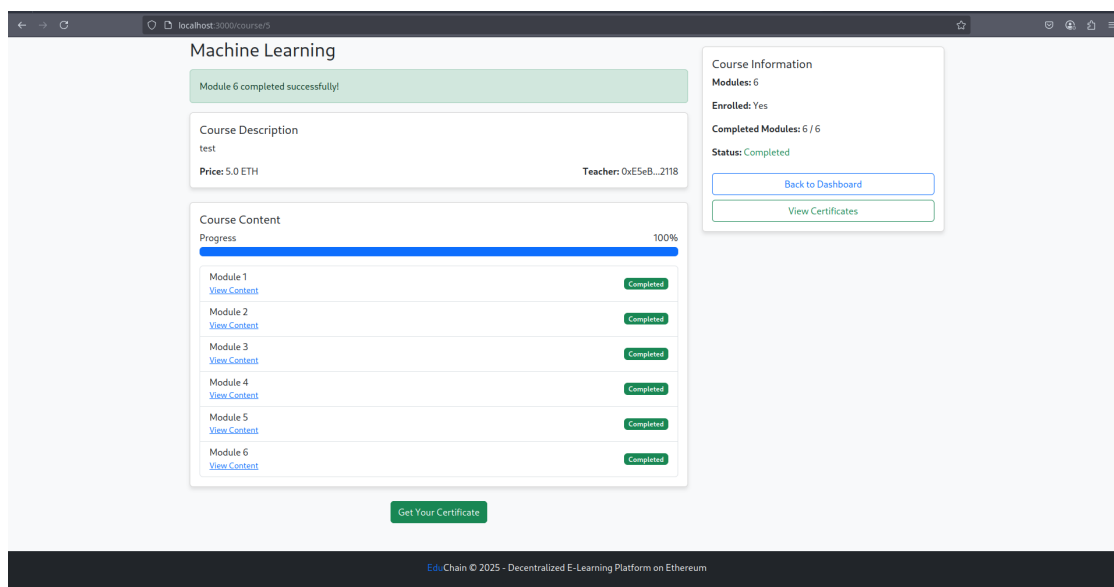 localhost:3000/course/5
Machine Learning
Module 6 completed successfully!
Course Description
test
Price: 5.0 ETH
Teacher: 0xE5eB...2118
Course Content
Progress
100%
Module 1
View Content
Completed
Module 2
View Content
Completed
Module 3
View Content
Completed
Module 4
View Content
Completed
Module 5
View Content
Completed
Module 6
View Content
Completed
Get Your Certificate
Course Information
Modules: 6
Enrolled: Yes
Completed Modules: 6 / 6
Status: Completed
Back to Dashboard
View Certificates
EduChain © 2025 - Decentralized E-Learning Platform on Ethereum